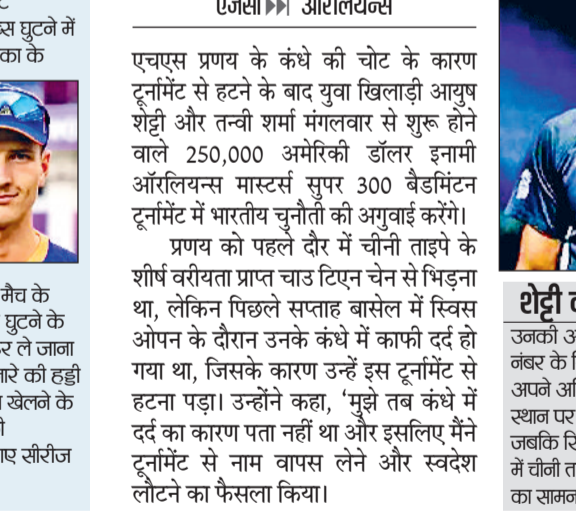 स घुटने में
का के
एजेंसी ▶▶ ऑरलियन्स
एचएस प्रणय के कंधे की चोट के कारण
टूर्नामेंट से हटने के बाद युवा खिलाड़ी आयुष
शेट्टी और तन्वी शर्मा मंगलवार से शुरू होने
वाले 250,000 अमेरिकी डॉलर इनामी
ऑरलियन्स मास्टर्स सुपर 300 बैडमिंटन
टूर्नामेंट में भारतीय चुनौती की अगुवाई करेंगे।
प्रणय को पहले दौर में चीनी ताइपे के
शीर्ष वरीयता प्राप्त चाउ टिएन चेन से भिड़ना
था, लेकिन पिछले सप्ताह बासेल में स्विस
ओपन के दौरान उनके कंधे में काफी दर्द हो
गया था, जिसके कारण उन्हें इस टूर्नामेंट से
हटना पड़ा। उन्होंने कहा, ‘मुझे तब कंधे में
दर्द का कारण पता नहीं था और इसलिए मैंने
टूर्नामेंट से नाम वापस लेने और स्वदेश
लौटने का फैसला किया।
मैच के
घुटने के
र ले जाना
नारे की हड्डी
खेलने के
ए सीरीज
शेट्टी
उनकी
नंबर के
अपने
स्थान पर
जबकि
में चीनी
का सामन